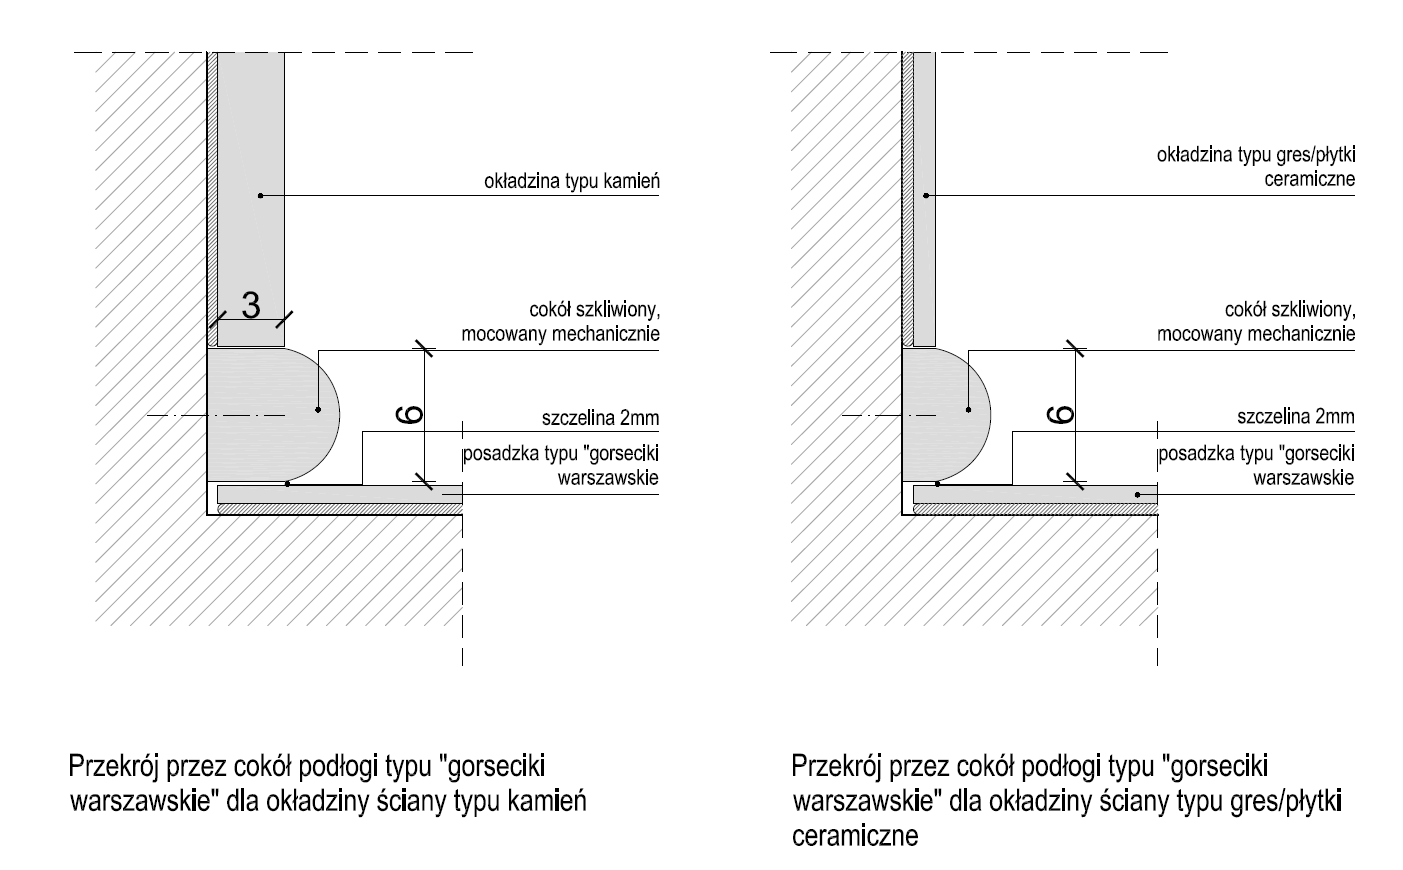 okładzina typu kamień
3
cokół szkliwiony,
mocowany mechanicznie
6
szczelina 2mm
posadzka typu "gorseciki
warszawskie
Przekrój przez cokół podłogi typu "gorseciki
warszawskie" dla okładziny ściany typu kamień
okładzina typu gres/płytki
ceramiczne
cokół szkliwiony,
mocowany mechanicznie
6
szczelina 2mm
posadzka typu "gorseciki
warszawskie
Przekrój przez cokół podłogi typu "gorseciki
warszawskie" dla okładziny ściany typu gres/płytki
ceramiczne